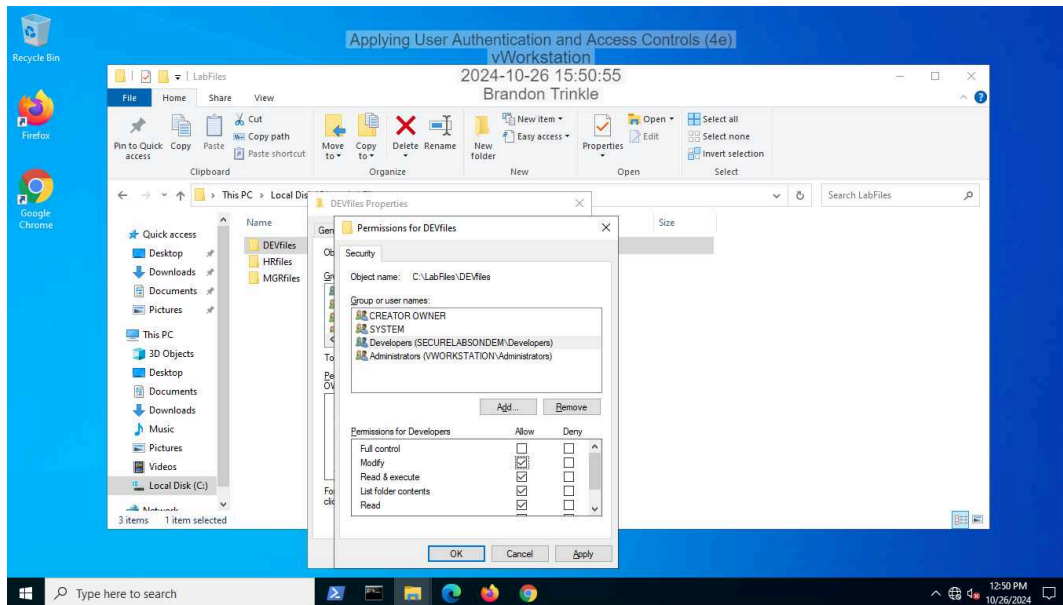 Recycle Bin
Firefox
Google
Chrome
Applying User Authentication and Access Controls (4e)
vWorkstation
2024-10-26 15:50:55
Brandon Trinkle
LabFiles
File Home Share View
Pin to Quick access
Copy
Paste
Cut
Copy path
Paste shortcut
Clipboard
Move to
Copy to
Delete
Rename
Organize
New folder
New item
Easy access
New
Properties
Open
Edit
Open
Select all
Select none
Invert selection
Select
This PC > Local Dis
Search LabFiles
Quick access
Desktop
Downloads
Documents
Pictures
This PC
3D Objects
Desktop
Documents
Downloads
Music
Pictures
Videos
Local Disk (C:)
Name
Size
DEVfiles
HRfiles
MGRfiles
3 items 1 item selected
DEVfiles Properties
Gen
Ob
To
Fo
clic
Permissions for DEVfiles
Security
Object name: C:\LabFiles\DEVfiles
Group or user names:
CREATOR OWNER
SYSTEM
Developers (SECURELABSONDEM\Developers)
Administrators (VWORKSTATION\Administrators)
Add... Remove
Permissions for Developers Allow Deny
Full control
Modify
Read & execute
List folder contents
Read
OK Cancel Apply
Type here to search
12:50 PM
10/26/2024